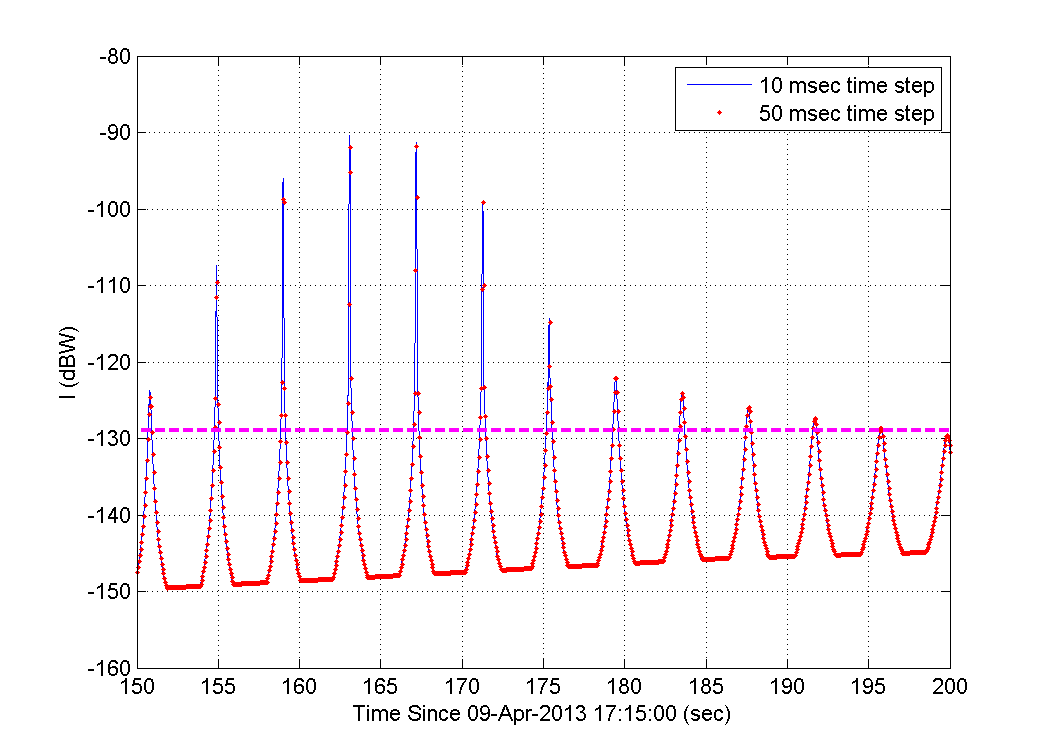 -80
-90
-100
-110
-120
-130
-140
-150
-160
I (dBW)
10 msec time step
50 msec time step
150 155 160 165 170 175 180 185 190 195 200
Time Since 09-Apr-2013 17:15:00 (sec)